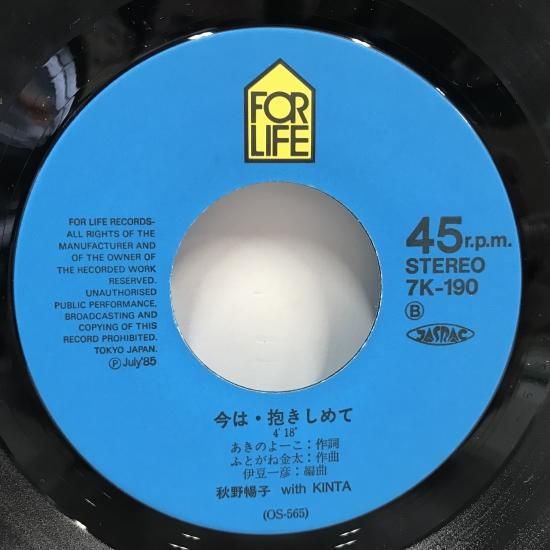 FOR
LIFE
FOR LIFE RECORDS-
ALL RIGHTS OF THE
MANUFACTURER AND
OF THE OWNER OF
THE RECORDED WORK
RESERVED.
UNAUTHORISED
PUBLIC PERFORMANCE,
BROADCASTING AND
COPYING OF THIS
RECORD PROHIBITED.
TOKYO JAPAN.
Ⓟ July'85
45 r.p.m.
STEREO
7K-190
Ⓑ
JASRAC
今は・抱きしめて
4' 18"
あきのよーこ:作詞
ふとがね金太:作曲
伊豆一彦:編曲
秋野暢子 with KINTA
(OS-565)